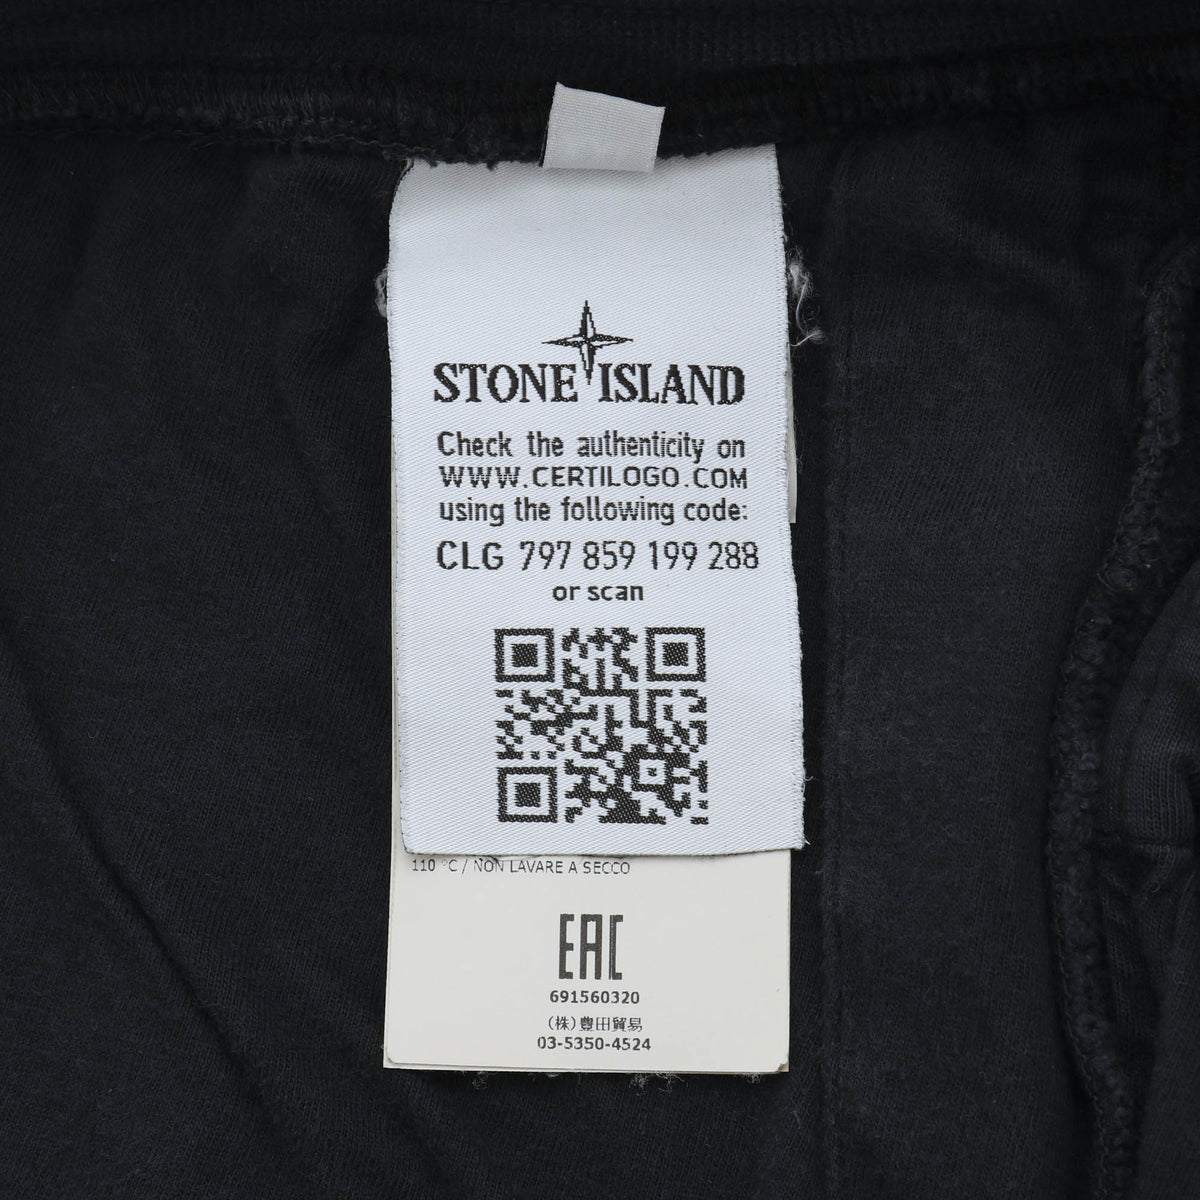 STONE ISLAND
Check the authenticity on
WWW.CERTILOGO.COM
using the following code:
CLG 797 859 199 288
or scan
110 °C / NON LAVARE A SECCO
EAC
691560320
(株)豊田貿易
03-5350-4524